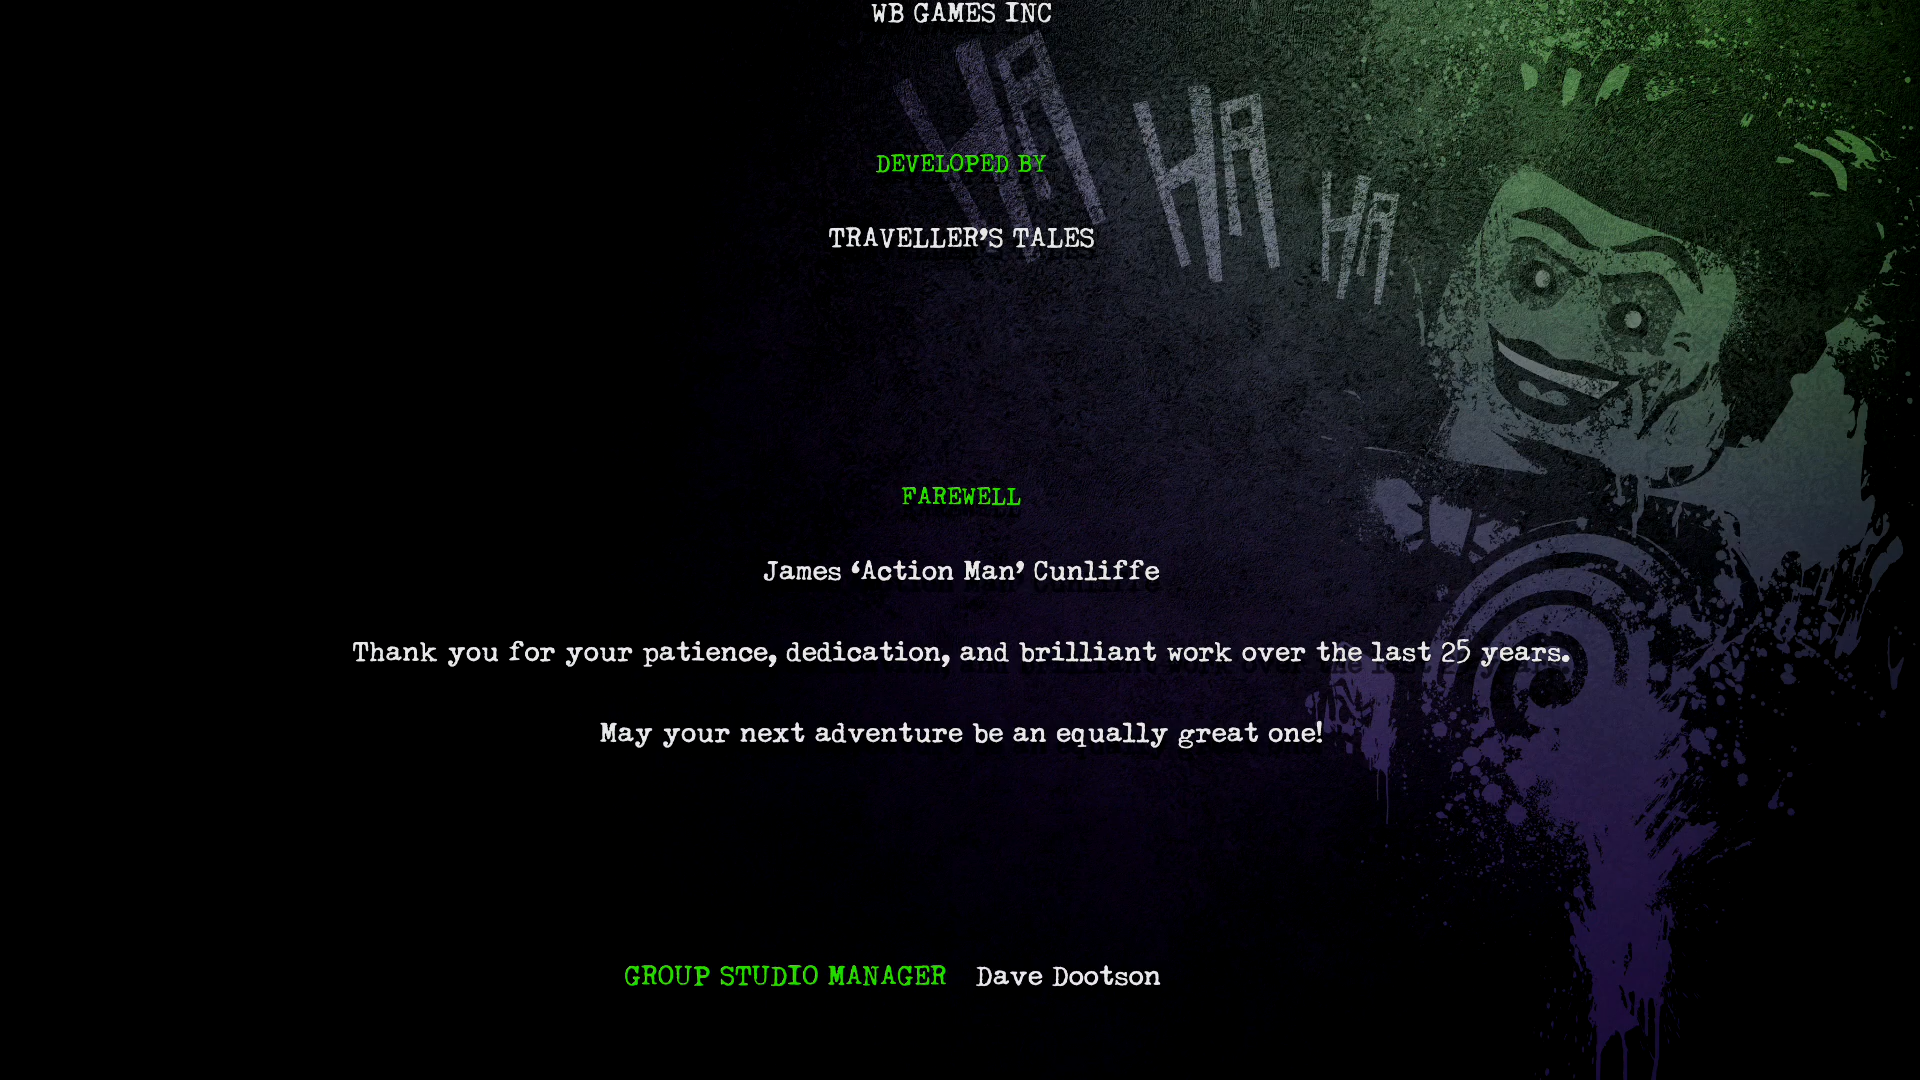 WB GAMES INC
HA HA HA
DEVELOPED BY
TRAVELLER’S TALES
FAREWELL
James ‘Action Man’ Cunliffe
Thank you for your patience, dedication, and brilliant work over the last 25 years.
May your next adventure be an equally great one!
GROUP STUDIO MANAGER Dave Dootson